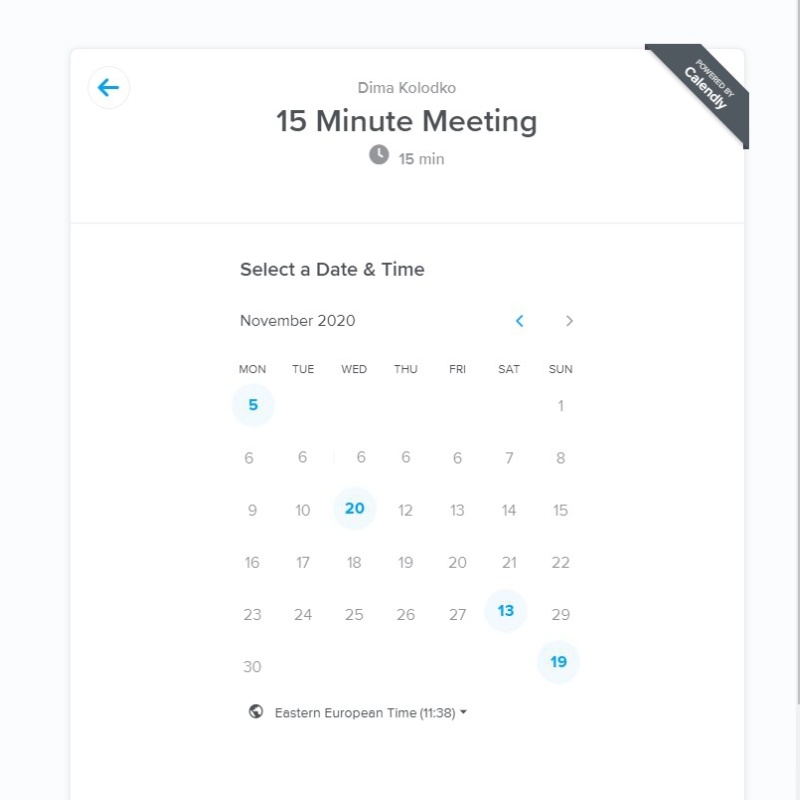 POWERED BY
Calendly
Dima Kolodko
15 Minute Meeting
15 min
Select a Date & Time
November 2020
MON TUE WED THU FRI SAT SUN
5 1
6 6 6 6 6 7 8
9 10 20 12 13 14 15
16 17 18 19 20 21 22
23 24 25 26 27 13 29
30 19
Eastern European Time (11:38)